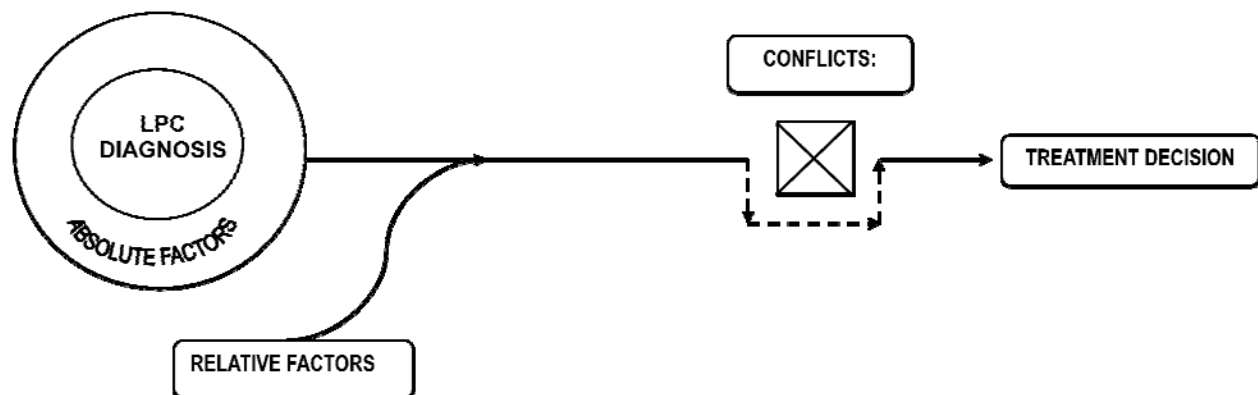 CONFLICTS:
LPC
DIAGNOSIS
TREATMENT DECISION
ABSOLUTE FACTORS
RELATIVE FACTORS